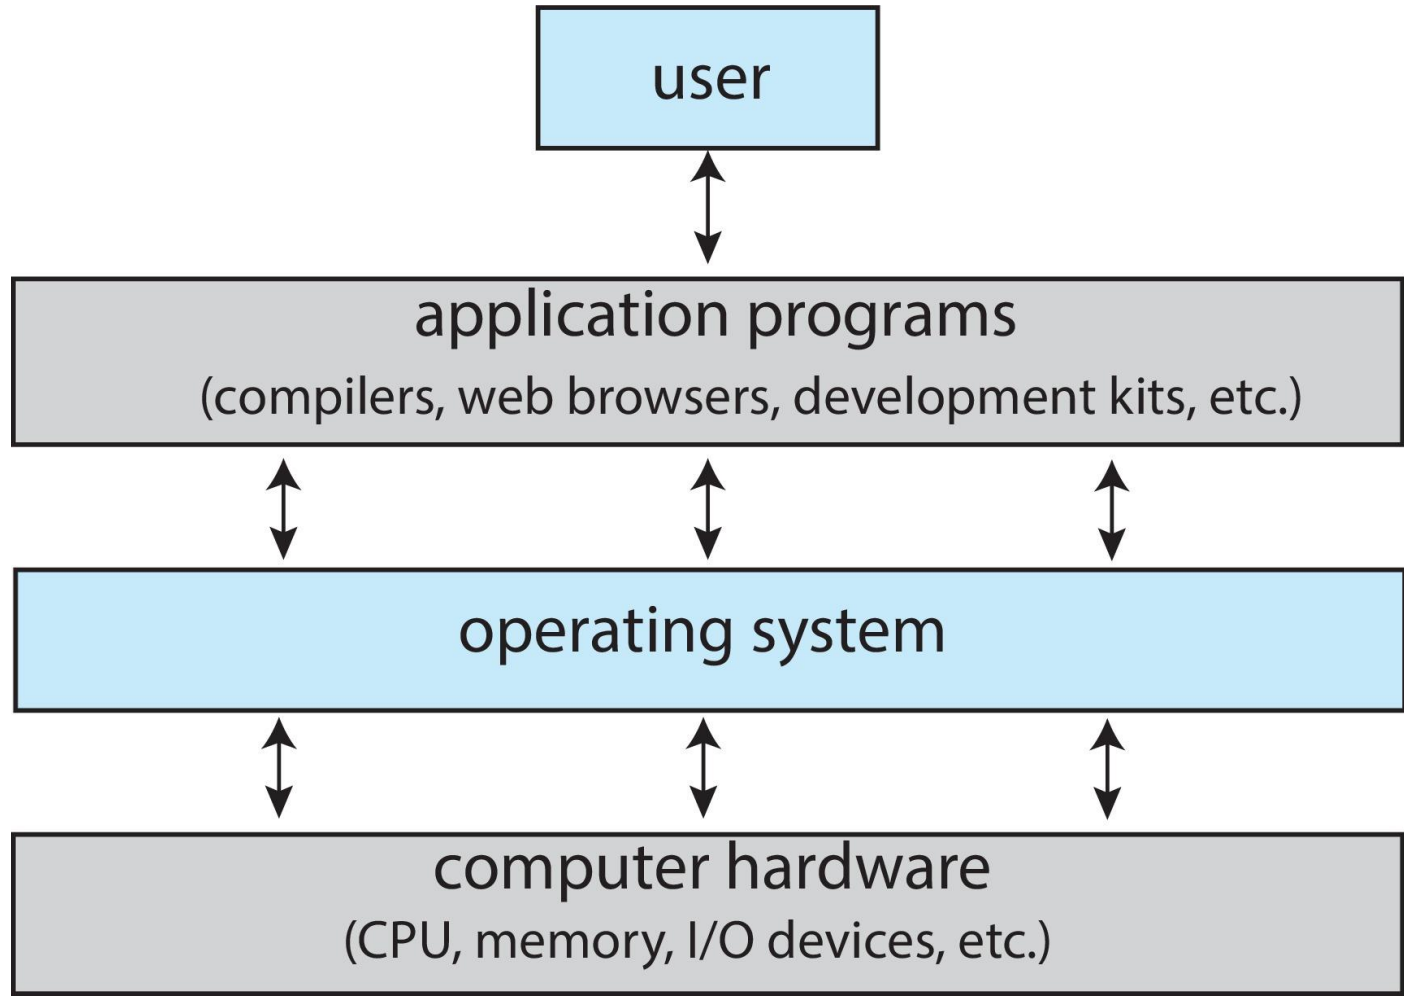 user
application programs
(compilers, web browsers, development kits, etc.)
operating system
computer hardware
(CPU, memory, I/O devices, etc.)